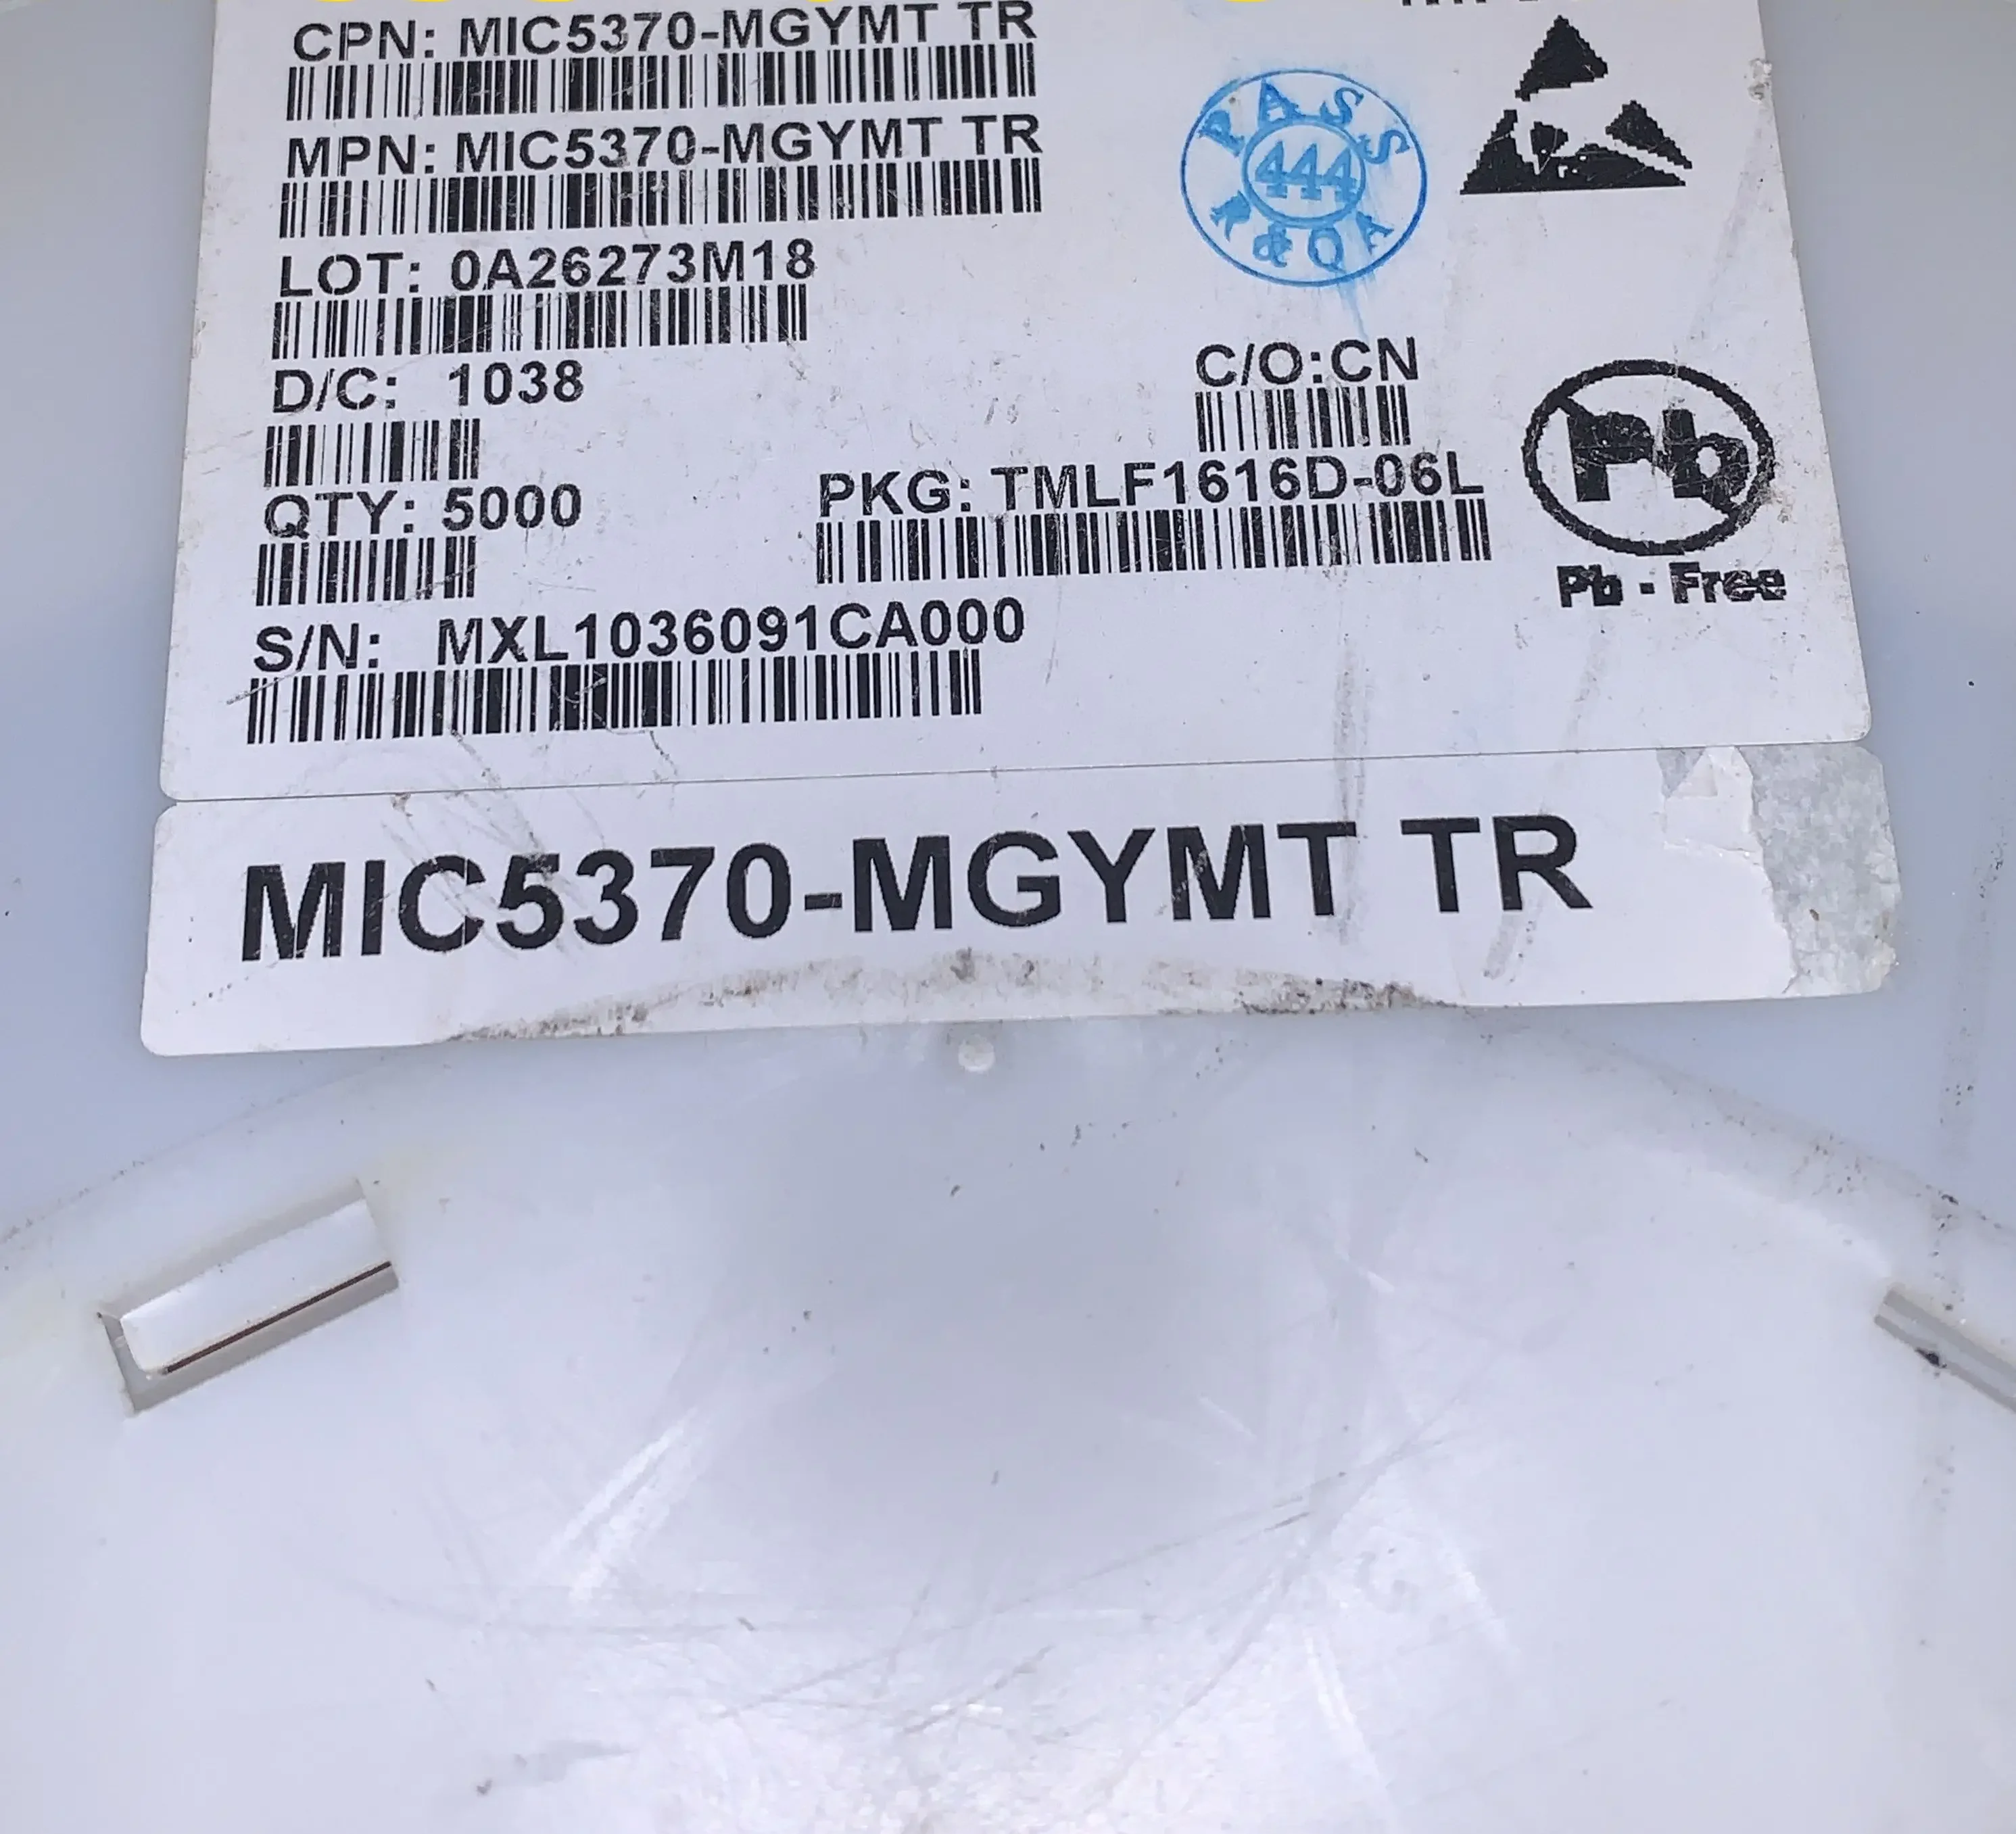 CPN: MIC5370-MGYMT TR
MPN: MIC5370-MGYMT TR
LOT: 0A26273M18
D/C: 1038
QTY: 5000
S/N: MXL1036091CA000
PASS
444
R&QA
C/O:CN
PKG: TMLF1616D-06L
Pb
Pb - Free
MIC5370-MGYMT TR